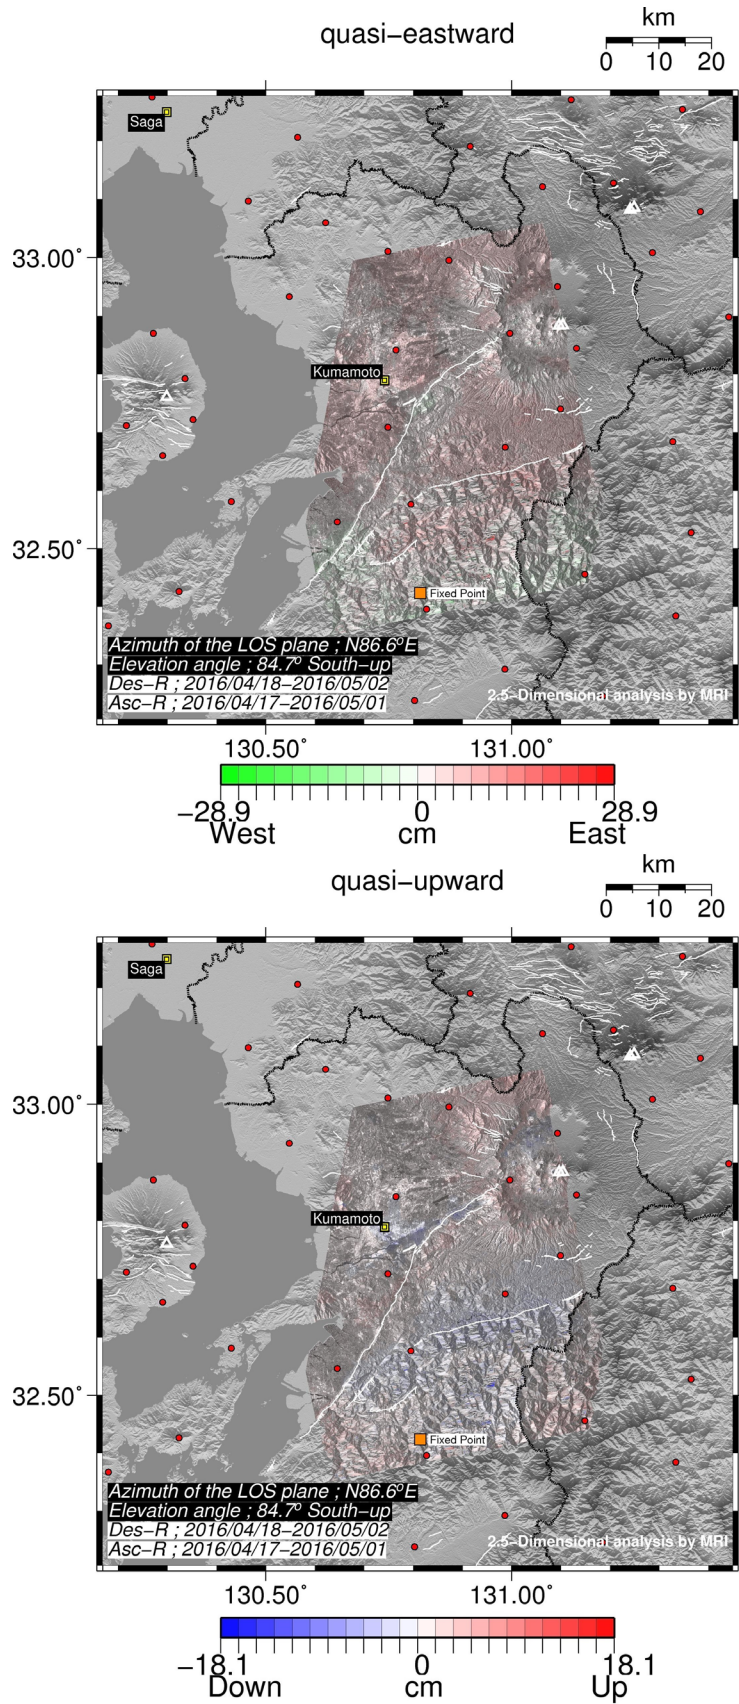 quasi−eastward
km
0 10 20
Saga
33.00˚
Kumamoto
32.50˚
Fixed Point
Azimuth of the LOS plane ; N86.6ºE
Elevation angle ; 84.7º South−up
Des−R ; 2016/04/18−2016/05/02
Asc−R ; 2016/04/17−2016/05/01
2.5−Dimensional analysis by MRI
130.50˚ 131.00˚
−28.9 0 28.9
West cm East
quasi−upward
km
0 10 20
Saga
33.00˚
Kumamoto
32.50˚
Fixed Point
Azimuth of the LOS plane ; N86.6ºE
Elevation angle ; 84.7º South−up
Des−R ; 2016/04/18−2016/05/02
Asc−R ; 2016/04/17−2016/05/01
2.5−Dimensional analysis by MRI
130.50˚ 131.00˚
−18.1 0 18.1
Down cm Up